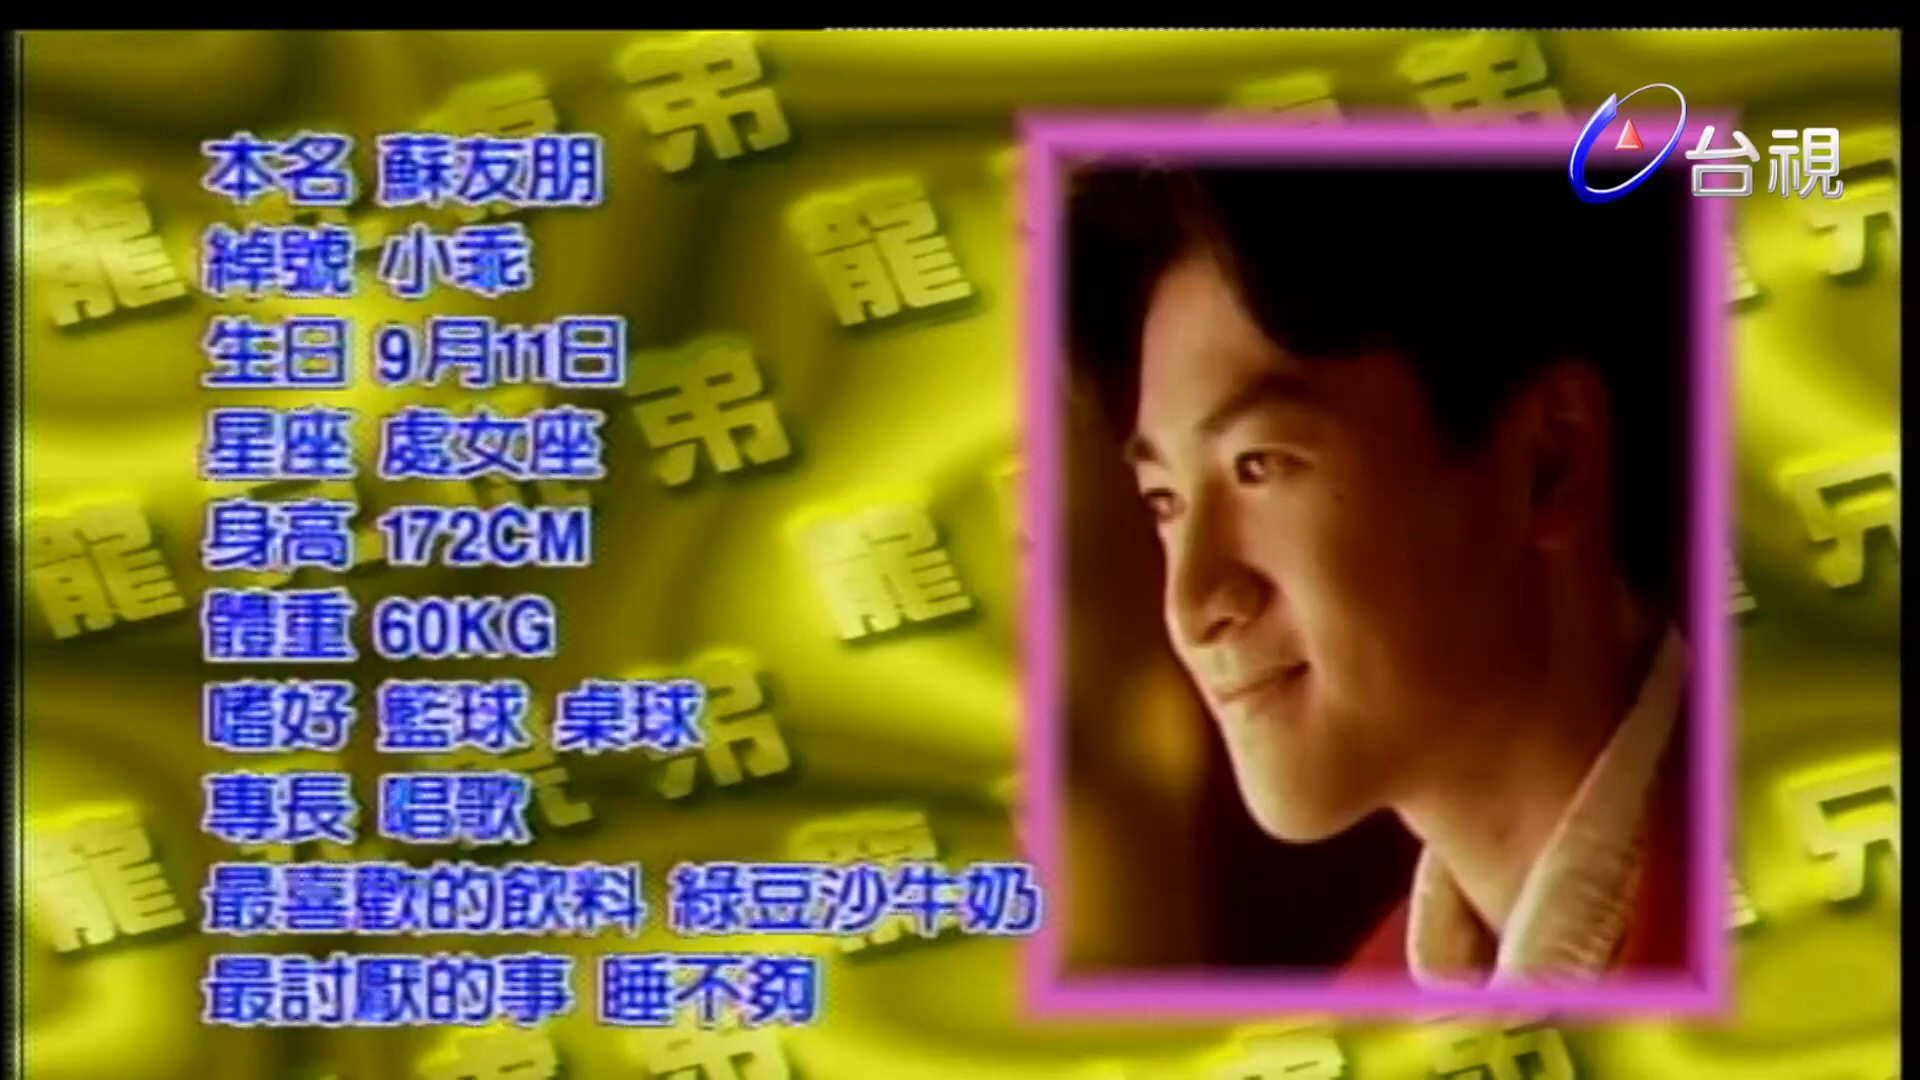 台視
本名 蘇友朋
綽號 小乖
生日 9月11日
星座 處女座
身高 172CM
體重 60KG
嗜好 籃球 桌球
專長 唱歌
最喜歡的飲料 綠豆沙牛奶
最討厭的事 睡不夠